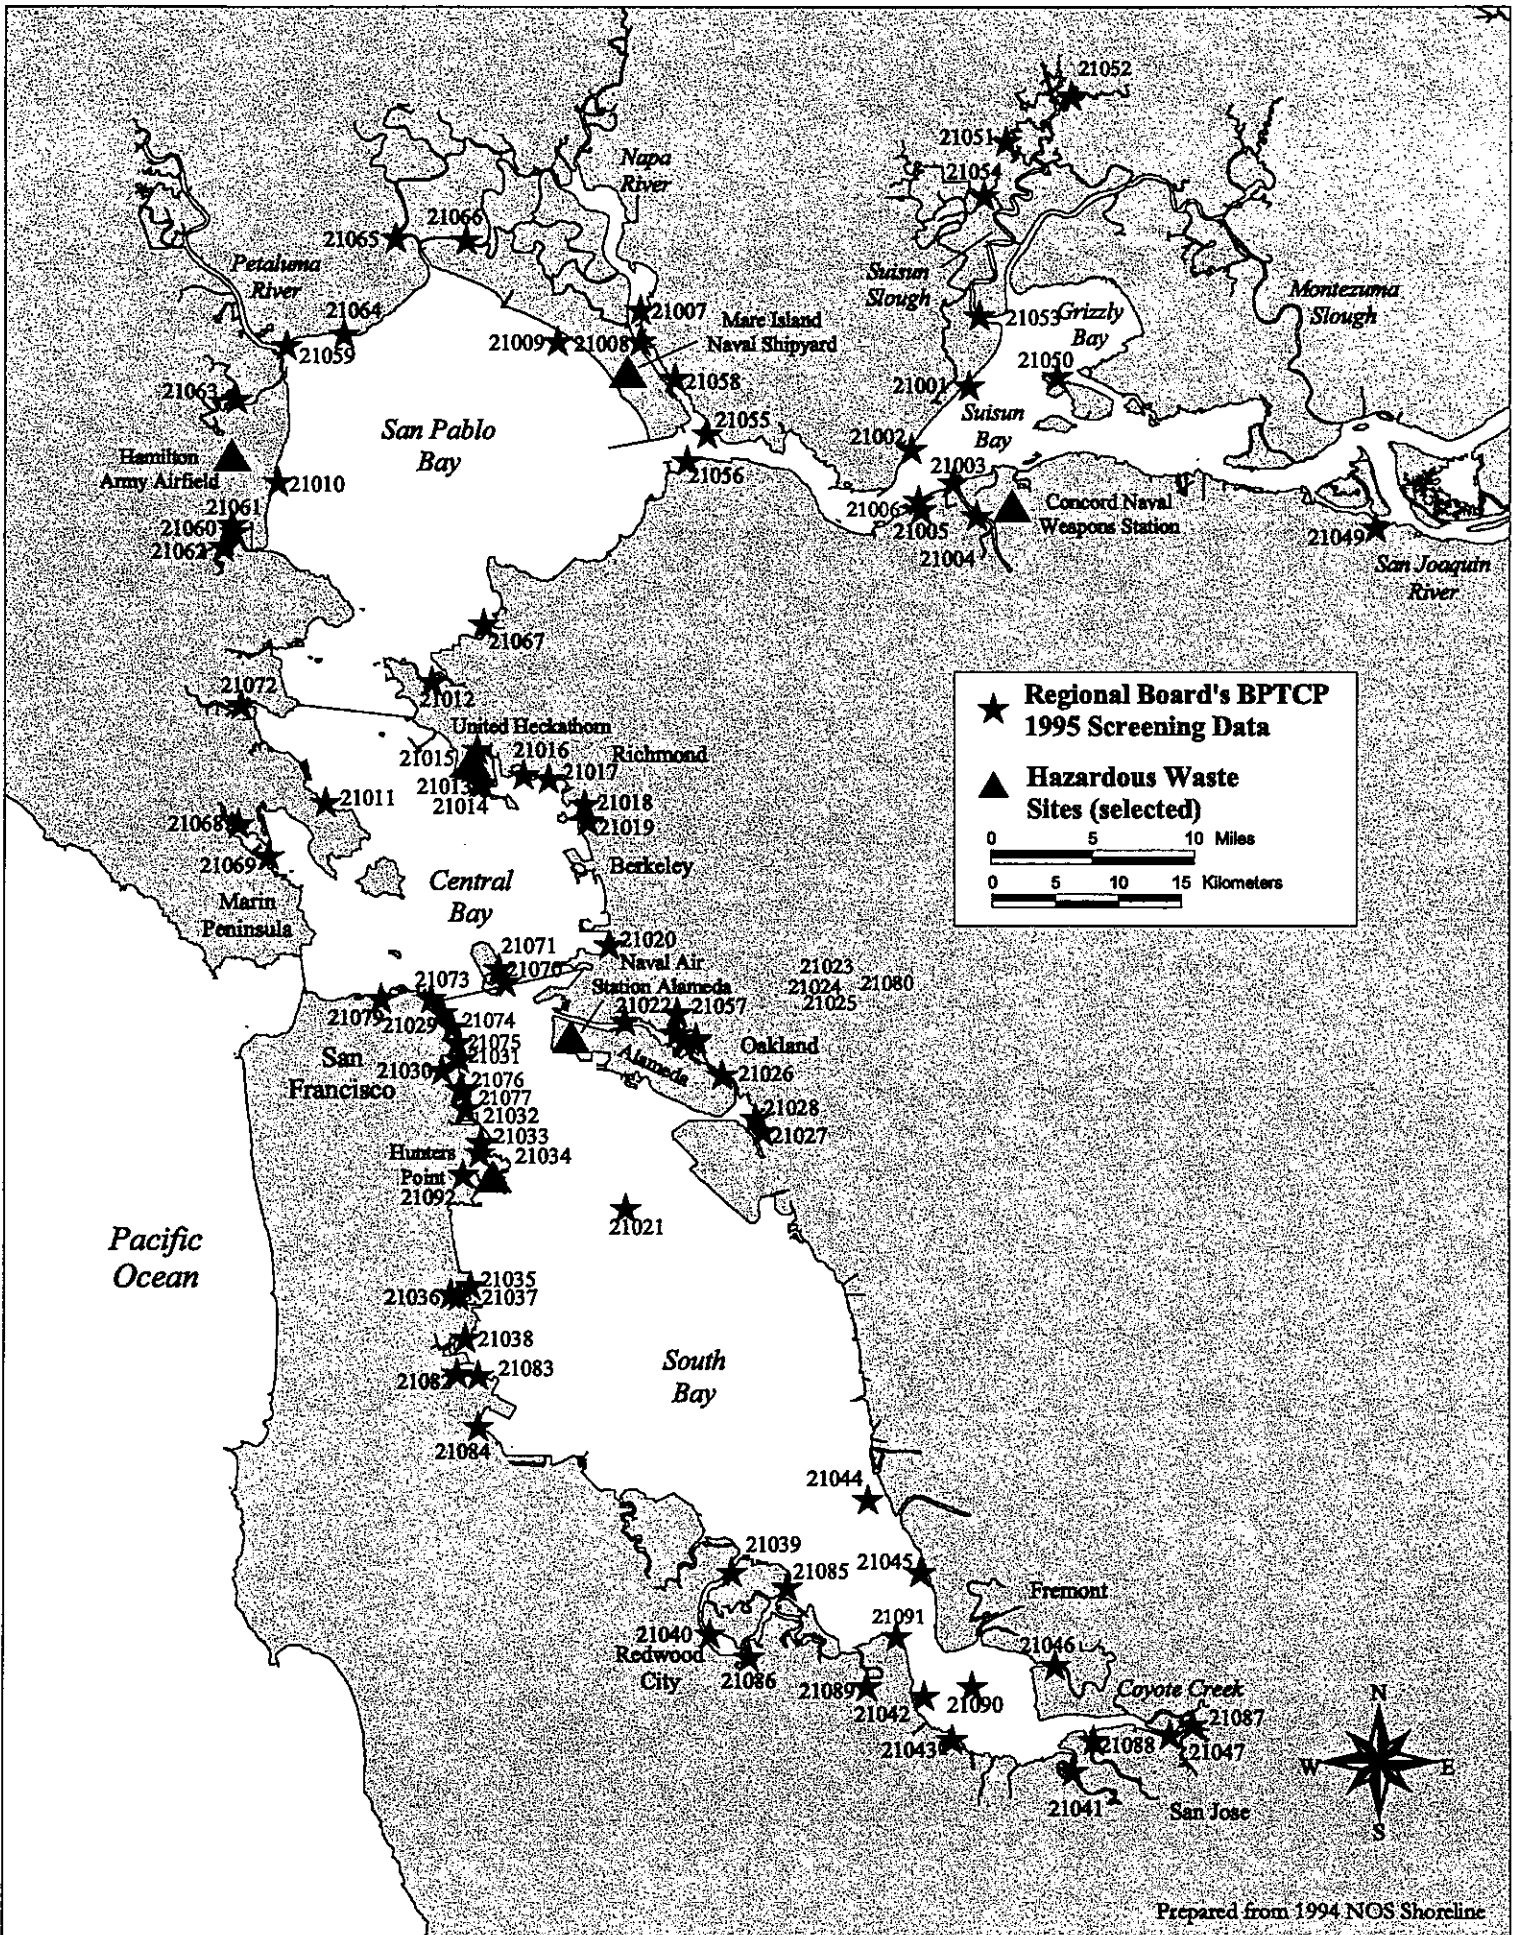 21052
21051
21054
Napa
River
21066
21065
Petaluma
River
21064
21059
21063
21007
Mare Island
Naval Shipyard
21009
21008
21058
Suisun
Slough
21053
Grizzly
Bay
Montezuma
Slough
21050
21001
Suisun
Bay
San Pablo
Bay
21055
21056
21002
21003
Hamilton
Army Airfield
21010
21061
21060
21062
21006
21005
21004
Concord Naval
Weapons Station
21049
San Joaquin
River
21067
21072
21012
United Heckathorn
21015
21016
Richmond
21017
21013
21014
21011
21018
21019
21068
21069
Berkeley
Marin
Peninsula
Central
Bay
Regional Board's BPTCP
1995 Screening Data
Hazardous Waste
Sites (selected)
0 5 10 Miles
0 5 10 15 Kilometers
21071
21070
21020
Naval Air
Station Alameda
21022
21057
21023
21024
21080
21025
21073
21079
21029
21074
21075
21031
21030
San
Francisco
21076
21077
21032
Alameda
Oakland
21026
21028
21027
21033
21034
Hunters
Point
21092
21021
Pacific
Ocean
21035
21036
21037
21038
21082
21083
21084
South
Bay
21044
21039
21085
21045
Fremont
21091
21040
Redwood
City
21086
21089
21042
21090
21046
Coyote Creek
21043
21088
21087
21047
21041
San Jose
N
W
E
S
Prepared from 1994 NOS Shoreline